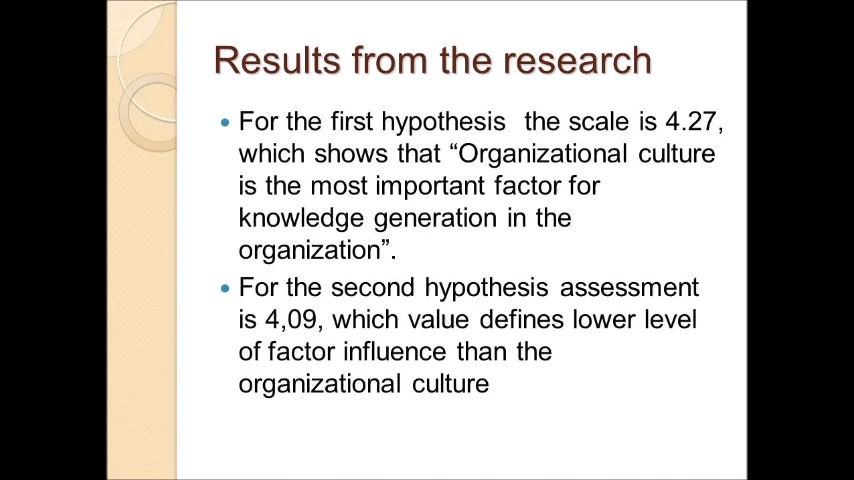 Results from the research
• For the first hypothesis the scale is 4.27,
which shows that “Organizational culture
is the most important factor for
knowledge generation in the
organization”.
• For the second hypothesis assessment
is 4,09, which value defines lower level
of factor influence than the
organizational culture